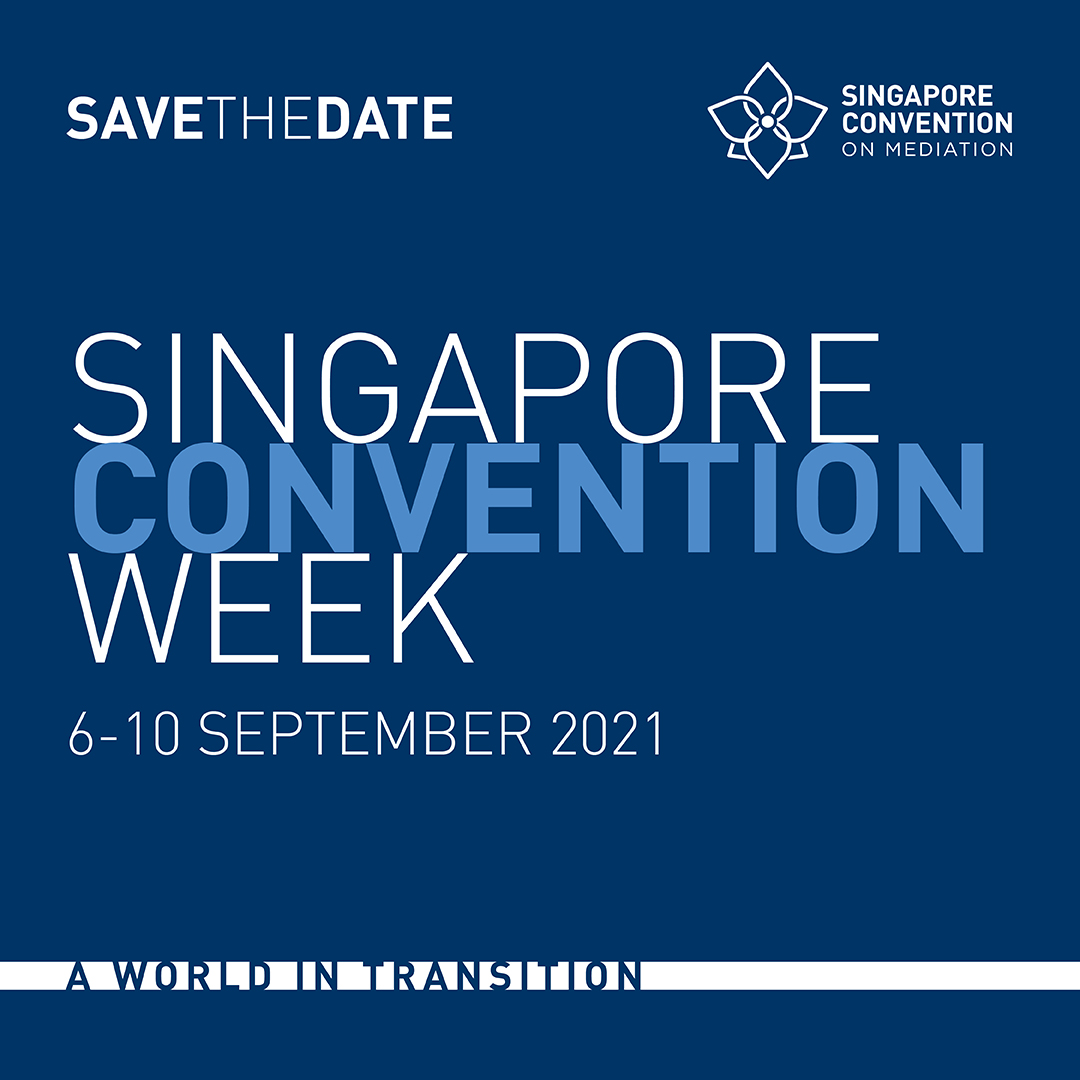 SAVETHEDATE
SINGAPORE
CONVENTION
ON MEDIATION
SINGAPORE
CONVENTION
WEEK
6-10 SEPTEMBER 2021
A WORLD IN TRANSITION